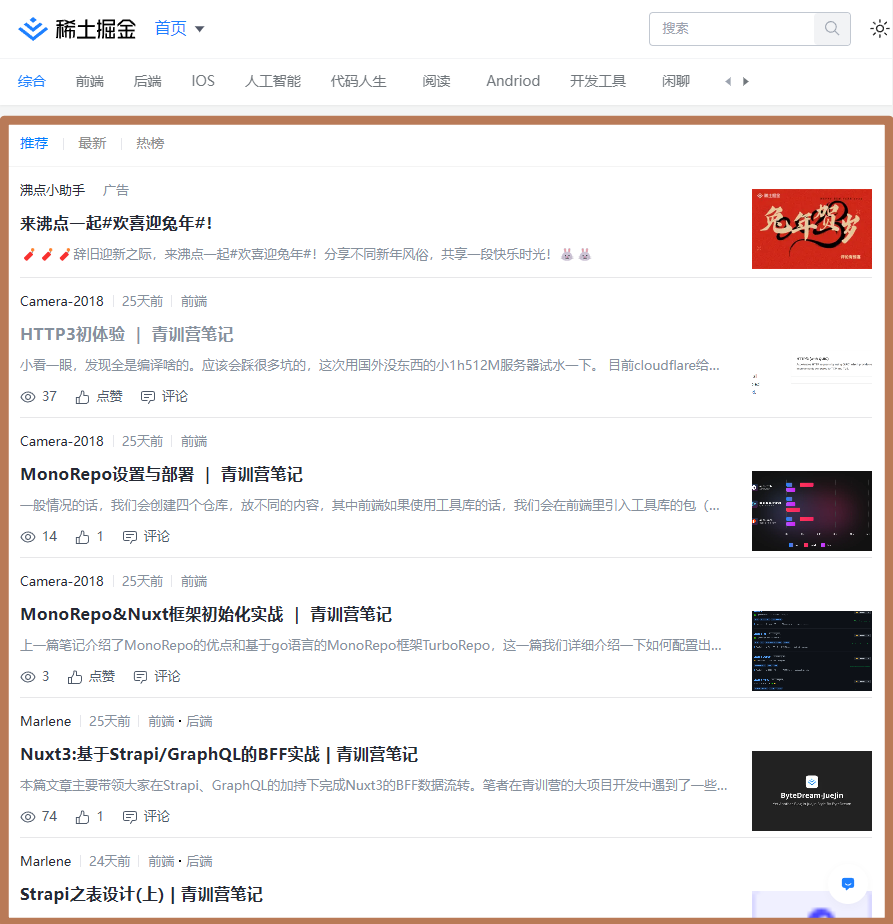 稀土掘金 首页 搜索
综合 前端 后端 IOS 人工智能 代码人生 阅读 Andriod 开发工具 闲聊
推荐 最新 热榜
沸点小助手 广告
来沸点一起#欢喜迎兔年#！
🧨🧨🧨辞旧迎新之际，来沸点一起#欢喜迎兔年#！分享不同新年风俗，共享一段快乐时光！🐰🐰
稀土掘金
兔年贺岁
Camera-2018 25天前 前端
HTTP3初体验 | 青训营笔记
小看一眼，发现全是编译啥的。应该会踩很多坑的，这次用国外没东西的小1h512M服务器试水一下。 目前cloudflare给...
37 点赞 评论
Camera-2018 25天前 前端
MonoRepo设置与部署 | 青训营笔记
一般情况的话，我们会创建四个仓库，放不同的内容，其中前端如果使用工具库的话，我们会在前端里引入工具库的包（...
14 1 评论
Camera-2018 25天前 前端
MonoRepo&Nuxt框架初始化实战 | 青训营笔记
上一篇笔记介绍了MonoRepo的优点和基于go语言的MonoRepo框架TurboRepo，这一篇我们详细介绍一下如何配置出...
3 点赞 评论
Marlene 25天前 前端·后端
Nuxt3:基于Strapi/GraphQL的BFF实战 | 青训营笔记
本篇文章主要带领大家在Strapi、GraphQL的加持下完成Nuxt3的BFF数据流转。笔者在青训营的大项目开发中遇到了一些...
74 1 评论
ByteDream-JueJin
Marlene 24天前 前端·后端
Strapi之表设计(上) | 青训营笔记